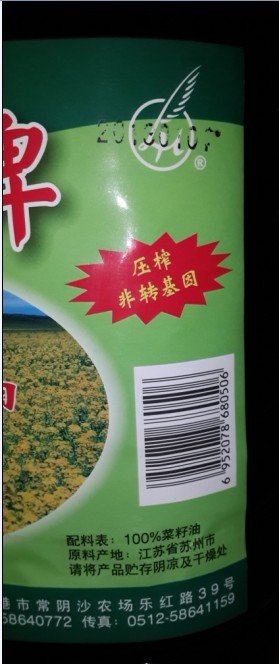 ®
牌
压榨
非转基因
6 952078 680506
配料表：100%菜籽油
原料产地：江苏省苏州市
请将产品贮存阴凉及干燥处
港市常阴沙农场乐红路39号
58640772 传真：0512-58641159